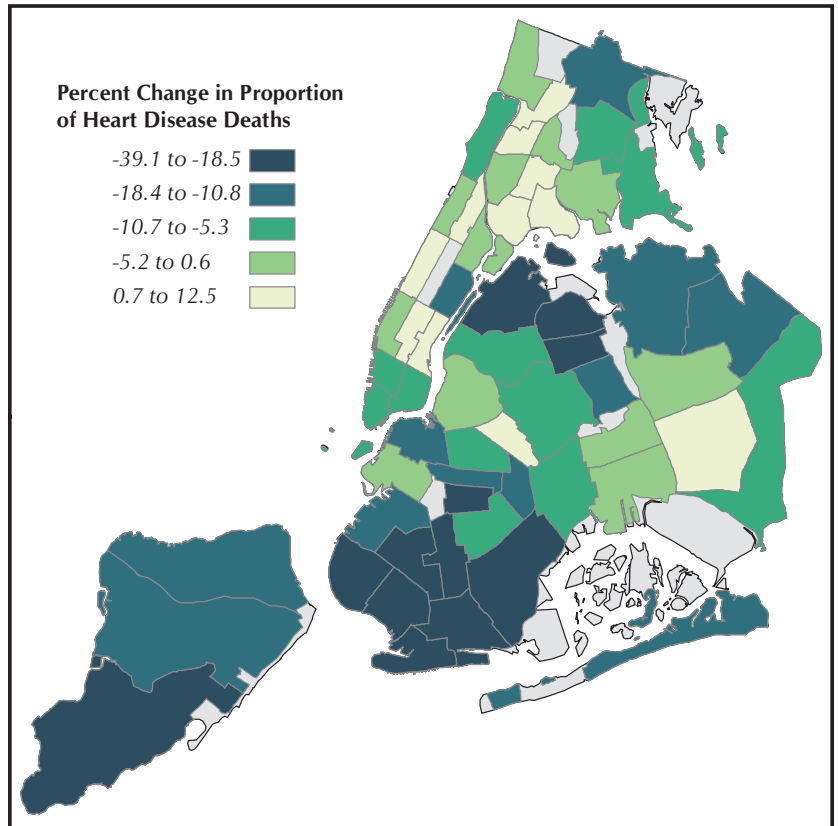 Percent Change in Proportion
of Heart Disease Deaths
-39.1 to -18.5
-18.4 to -10.8
-10.7 to -5.3
-5.2 to 0.6
0.7 to 12.5